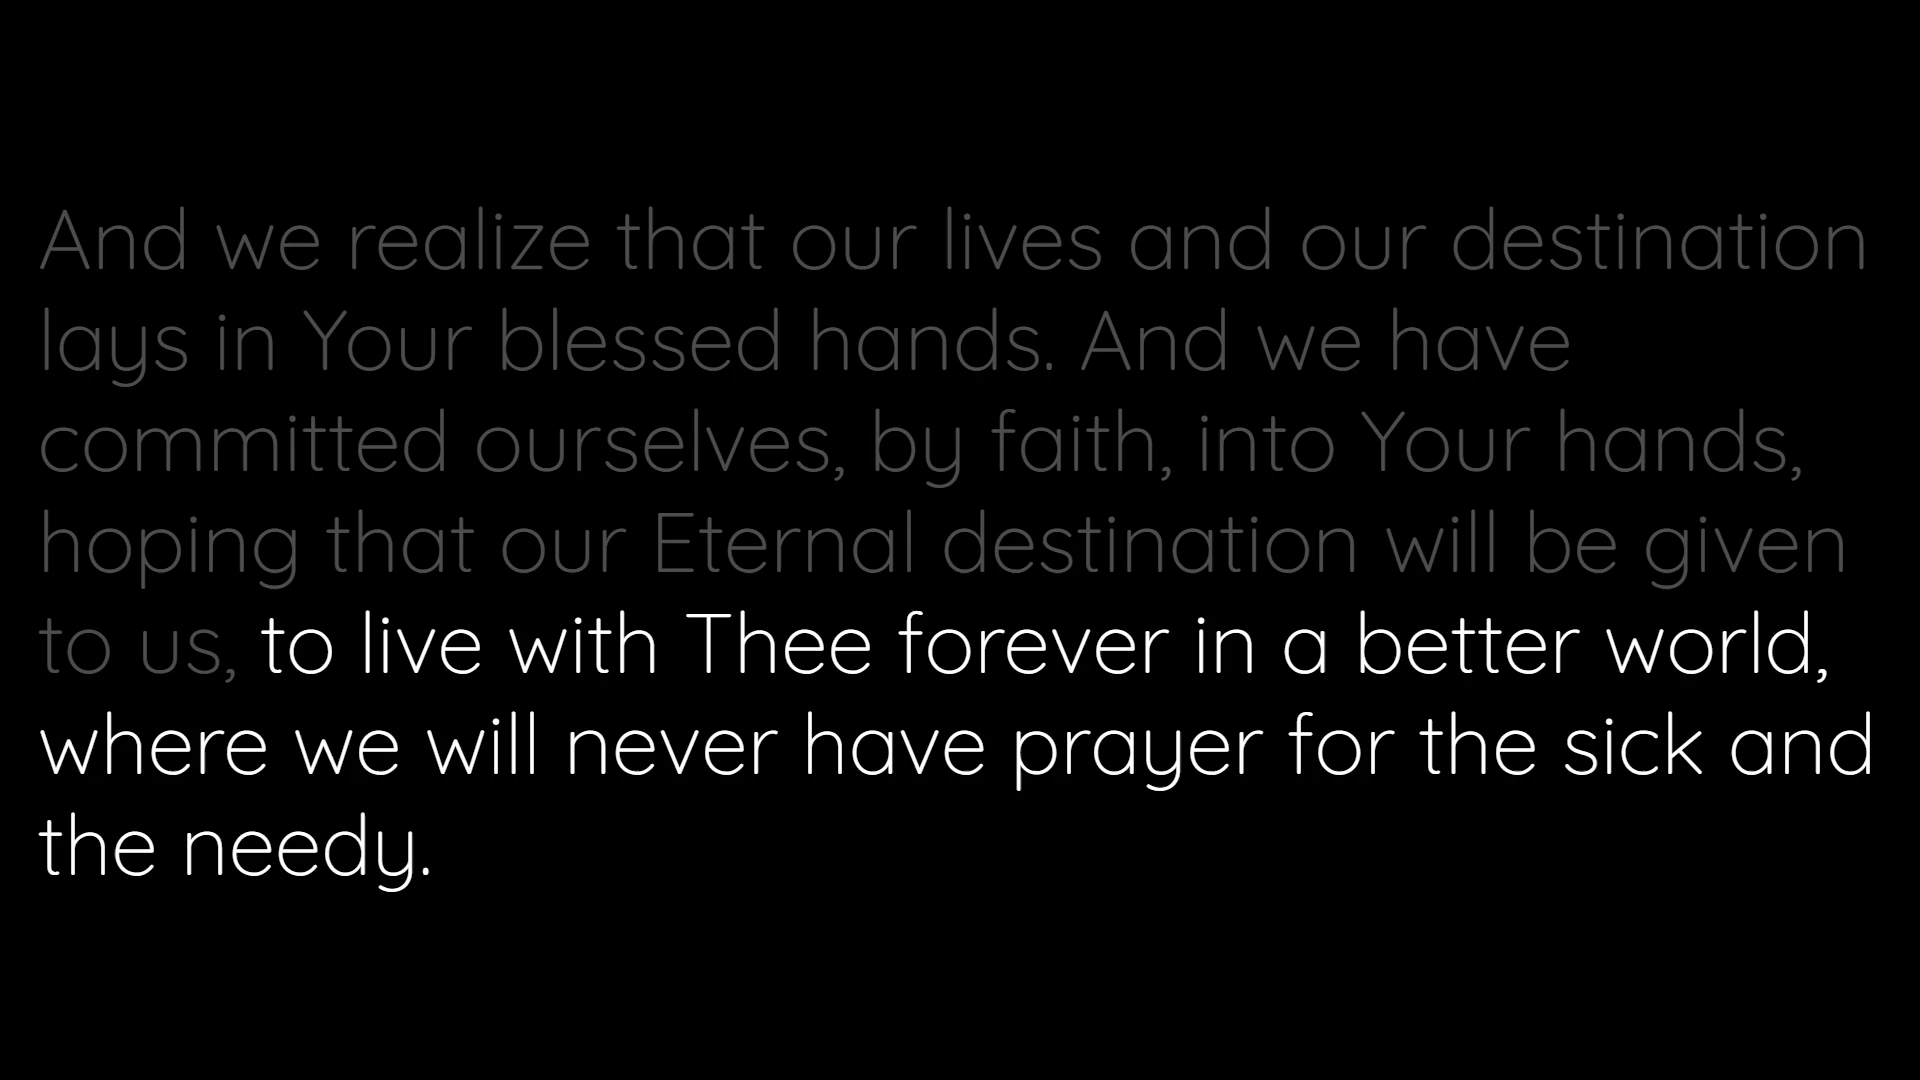 And we realize that our lives and our destination
lays in Your blessed hands. And we have
committed ourselves, by faith, into Your hands,
hoping that our Eternal destination will be given
to us, to live with Thee forever in a better world,
where we will never have prayer for the sick and
the needy.